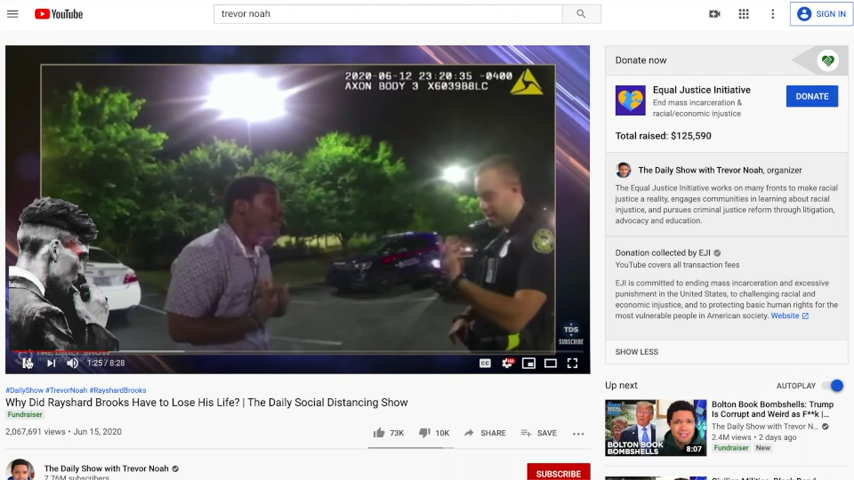 YouTube
trevor noah
SIGN IN
2020-06-12 23:20:35 -0400
AXON BODY 3 X6039B8LC
TDS
SUBSCRIBE
THE DAILY SHOW
1:25 / 8:28
#DailyShow #TrevorNoah #RayshardBrooks
Why Did Rayshard Brooks Have to Lose His Life? | The Daily Social Distancing Show
Fundraiser
2,067,691 views • Jun 15, 2020
73K
10K
SHARE
SAVE
The Daily Show with Trevor Noah
7.76M subscribers
SUBSCRIBE
Donate now
Equal Justice Initiative
End mass incarceration &
racial/economic injustice
DONATE
Total raised: $125,590
The Daily Show with Trevor Noah, organizer
The Equal Justice Initiative works on many fronts to make racial
justice a reality, engages communities in learning about racial
injustice, and pursues criminal justice reform through litigation,
advocacy and education.
Donation collected by EJI
YouTube covers all transaction fees
EJI is committed to ending mass incarceration and excessive
punishment in the United States, to challenging racial and
economic injustice, and to protecting basic human rights for the
most vulnerable people in American society. Website
SHOW LESS
Up next
AUTOPLAY
BOLTON BOOK
BOMBSHELLS
8:07
Bolton Book Bombshells: Trump
Is Corrupt and Weird as F**k |...
The Daily Show with Trevor N...
2.4M views • 2 days ago
Fundraiser
New